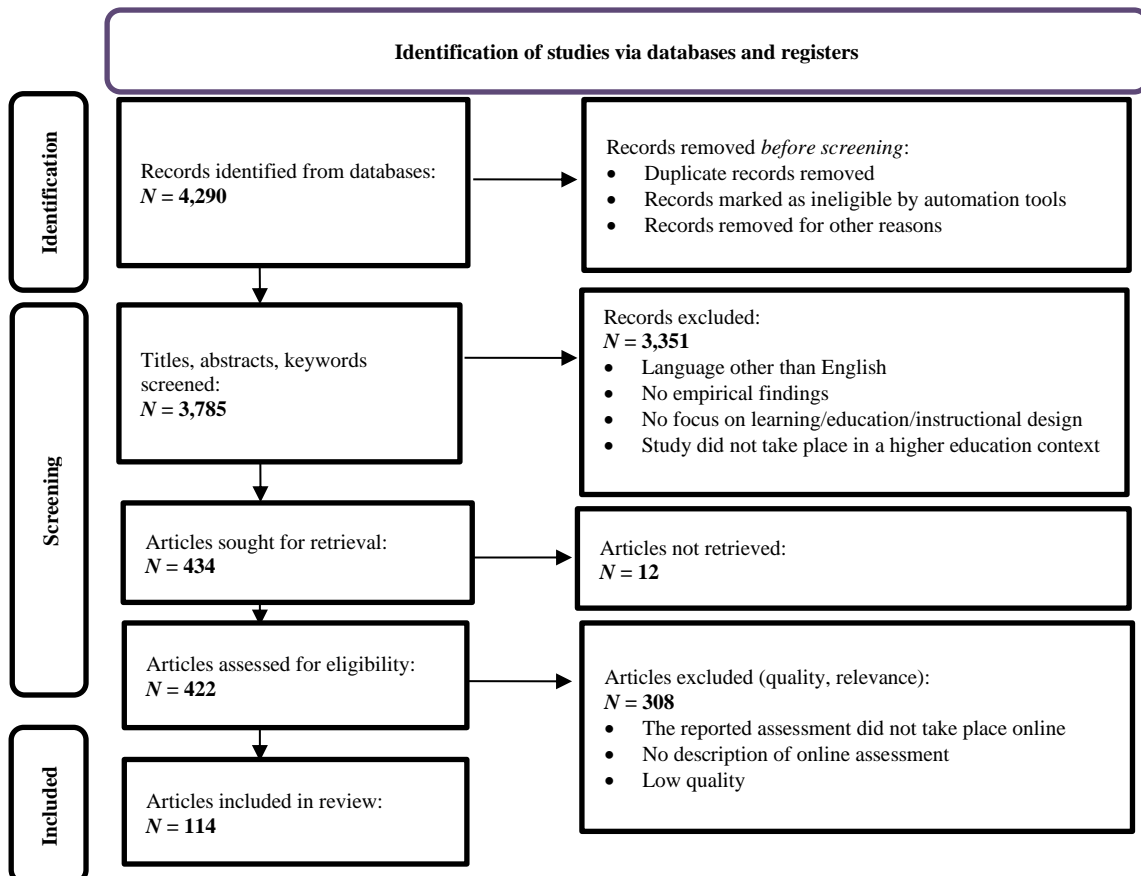 Identification of studies via databases and registers
Identification
Records identified from databases:
N = 4,290
Records removed before screening:
• Duplicate records removed
• Records marked as ineligible by automation tools
• Records removed for other reasons
Screening
Titles, abstracts, keywords
screened:
N = 3,785
Records excluded:
N = 3,351
• Language other than English
• No empirical findings
• No focus on learning/education/instructional design
• Study did not take place in a higher education context
Articles sought for retrieval:
N = 434
Articles not retrieved:
N = 12
Articles assessed for eligibility:
N = 422
Articles excluded (quality, relevance):
N = 308
• The reported assessment did not take place online
• No description of online assessment
• Low quality
Included
Articles included in review:
N = 114